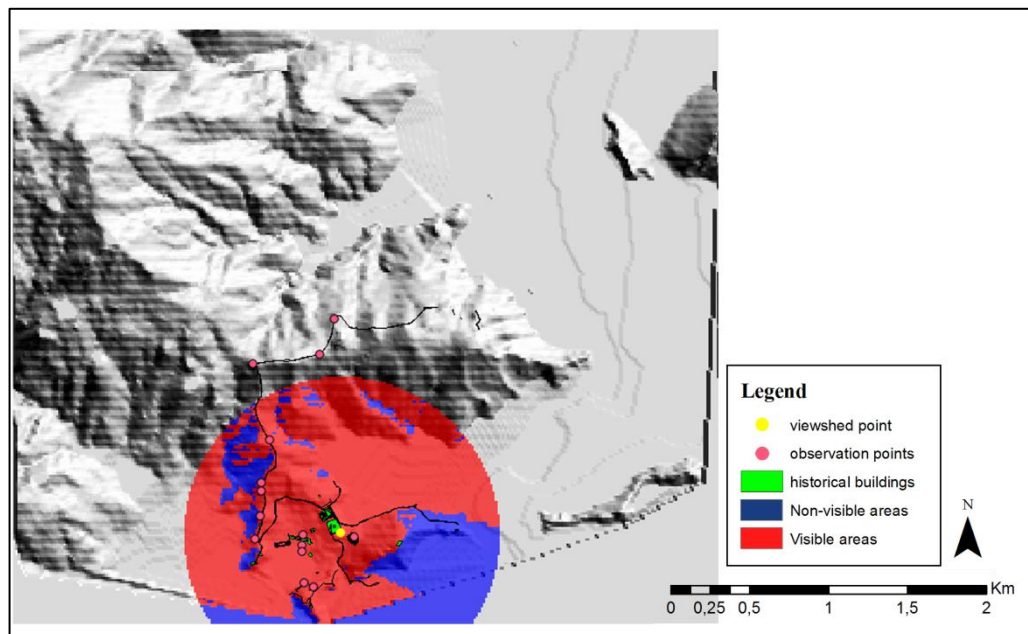 Legend
viewshed point
observation points
historical buildings
Non-visible areas
Visible areas
N
Km
0 0,25 0,5 1 1,5 2